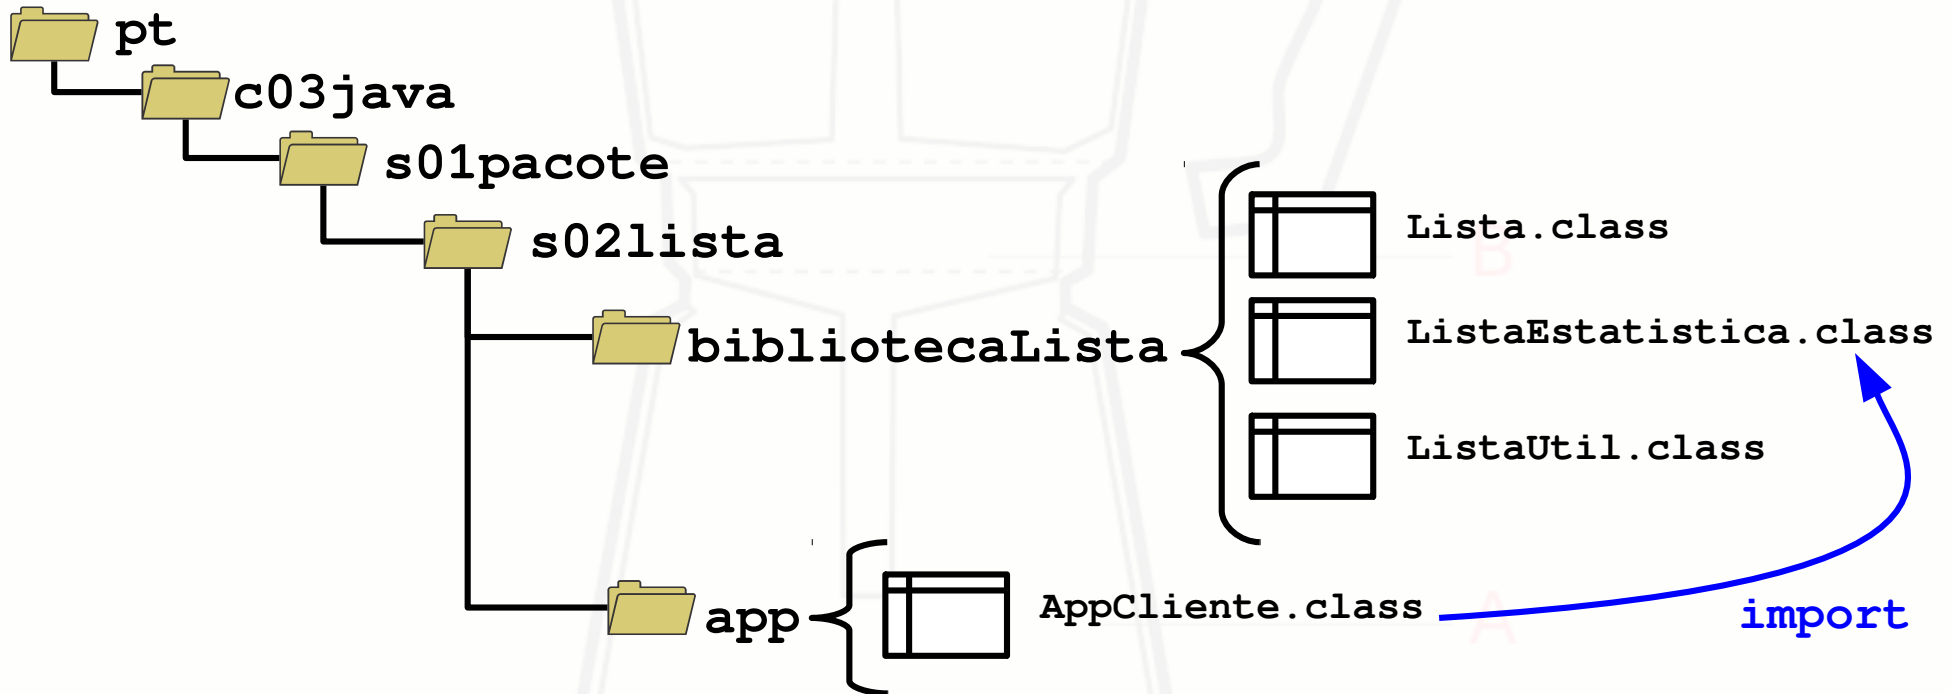 pt
c03java
s01pacote
s02lista
bibliotecaLista
Lista.class
ListaEstatistica.class
ListaUtil.class
app
AppCliente.class
import
B
A